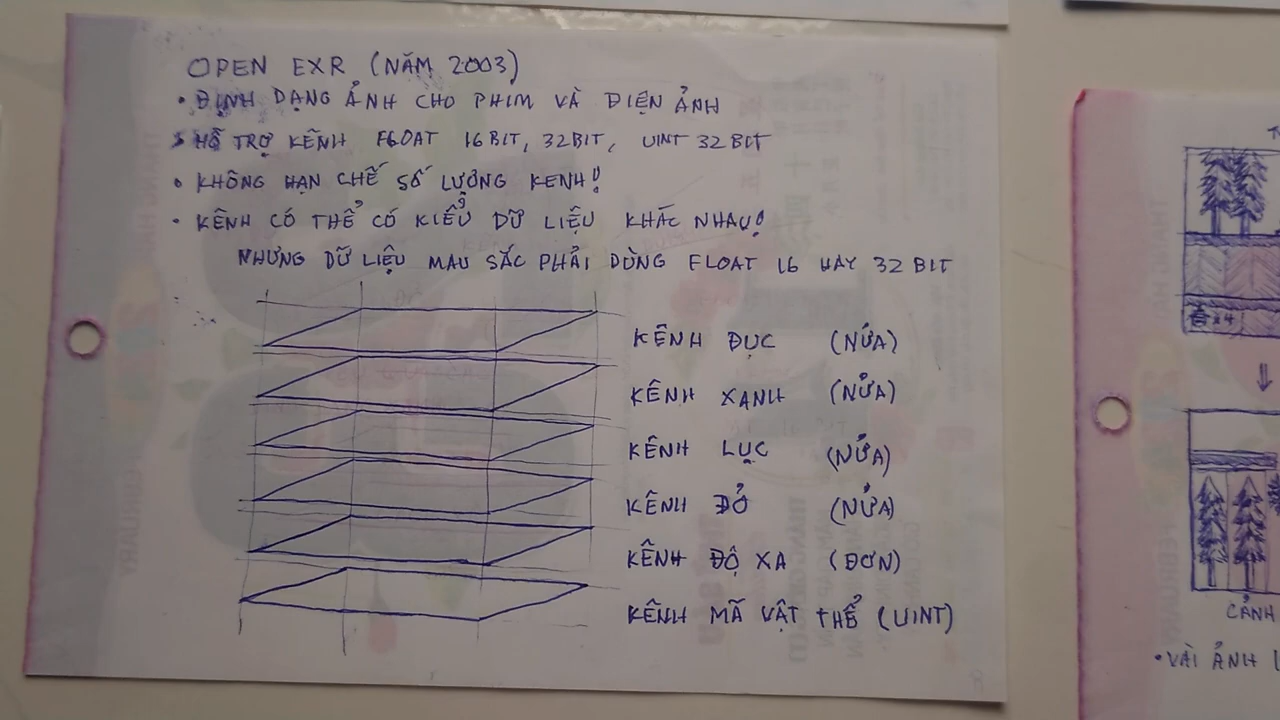 OPEN EXR (NĂM 2003)
• ĐỊNH DẠNG ẢNH CHO PHIM VÀ ĐIỆN ẢNH
• HỖ TRỢ KÊNH FLOAT 16 BIT, 32 BIT, UINT 32 BIT
• KHÔNG HẠN CHẾ SỐ LƯỢNG KENH!
• KÊNH CÓ THỂ CÓ KIỂU DỮ LIỆU KHÁC NHAU!
NHƯNG DỮ LIỆU MAU SẮC PHẢI DÙNG FLOAT 16 HAY 32 BIT
KÊNH ĐỤC (NỬA)
KÊNH XANH (NỬA)
KÊNH LỤC (NỬA)
KÊNH ĐỎ (NỬA)
KÊNH ĐỘ XA (ĐƠN)
KÊNH MÃ VẬT THỂ (UINT)
x4
CẢNH
• VÀI ẢNH